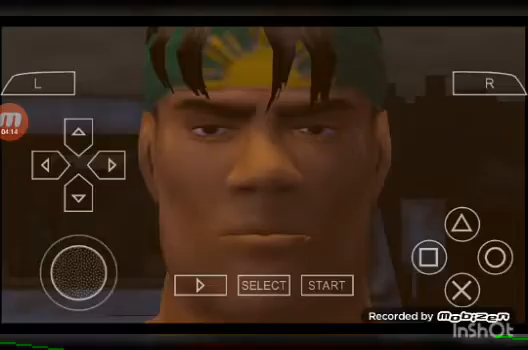 L
R
M
04:14
SELECT
START
Recorded by Mobizen
InShOt